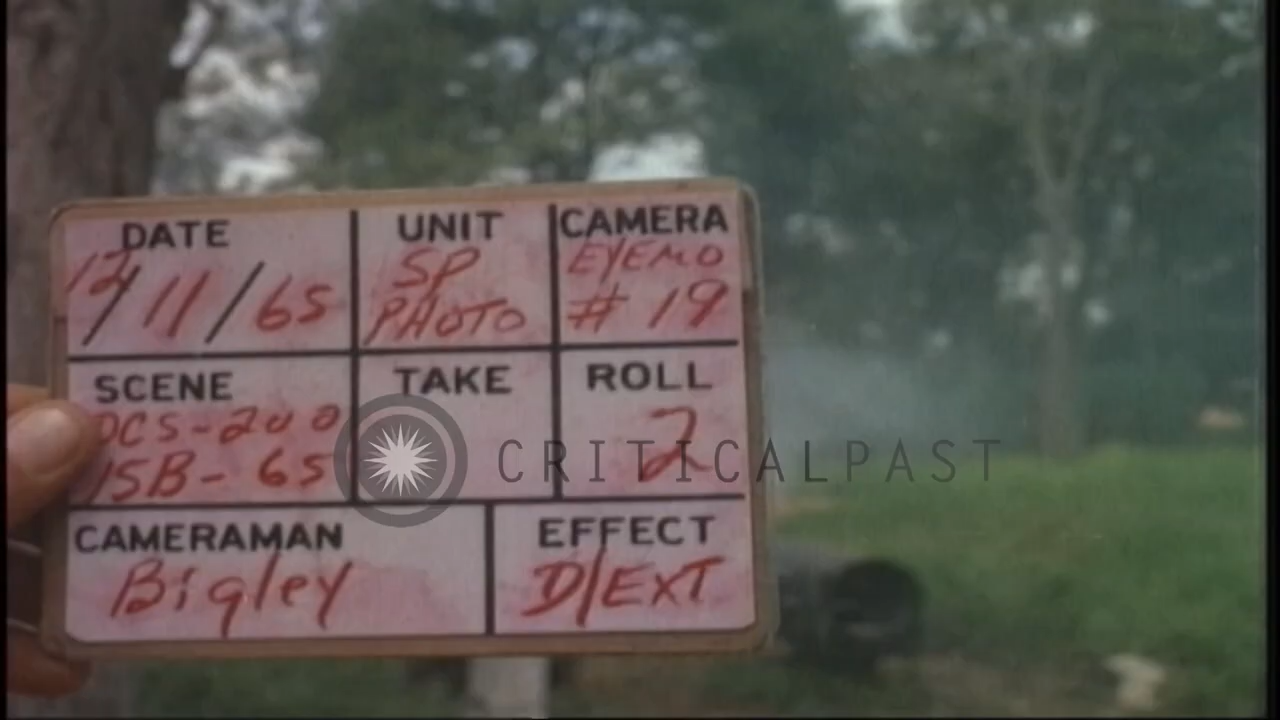 DATE
12/11/65
UNIT
SP
PHOTO
CAMERA
EYEMO
# 19
SCENE
DCS-200
15B-65
TAKE
ROLL
2
CAMERAMAN
Bigley
EFFECT
D/EXT
CRITICALPAST